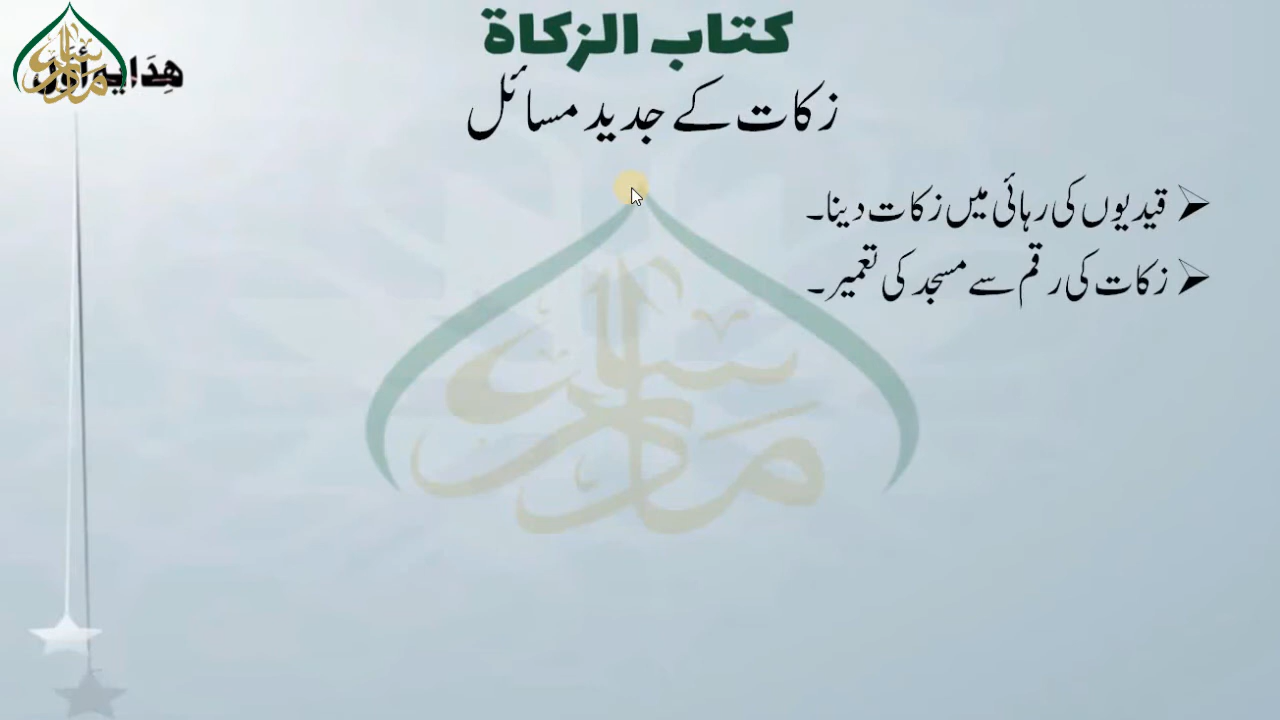 كتاب الزكاة
هِدَايه أَوَّل
زکات کے جدید مسائل
قیدیوں کی رہائی میں زکات دینا۔
زکات کی رقم سے مسجد کی تعمیر۔